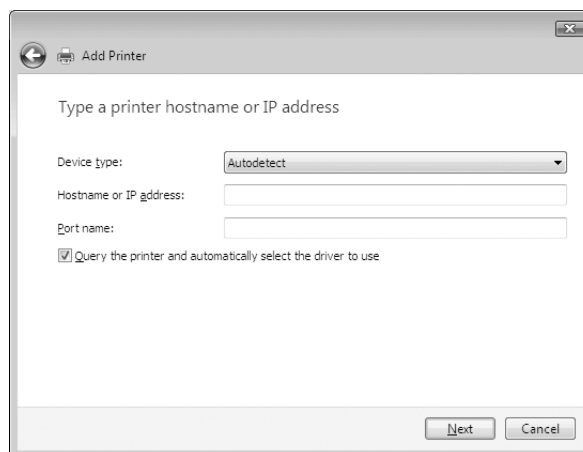 Add Printer
Type a printer hostname or IP address
Device type:
Autodetect
Hostname or IP address:
Port name:
Query the printer and automatically select the driver to use
Next
Cancel